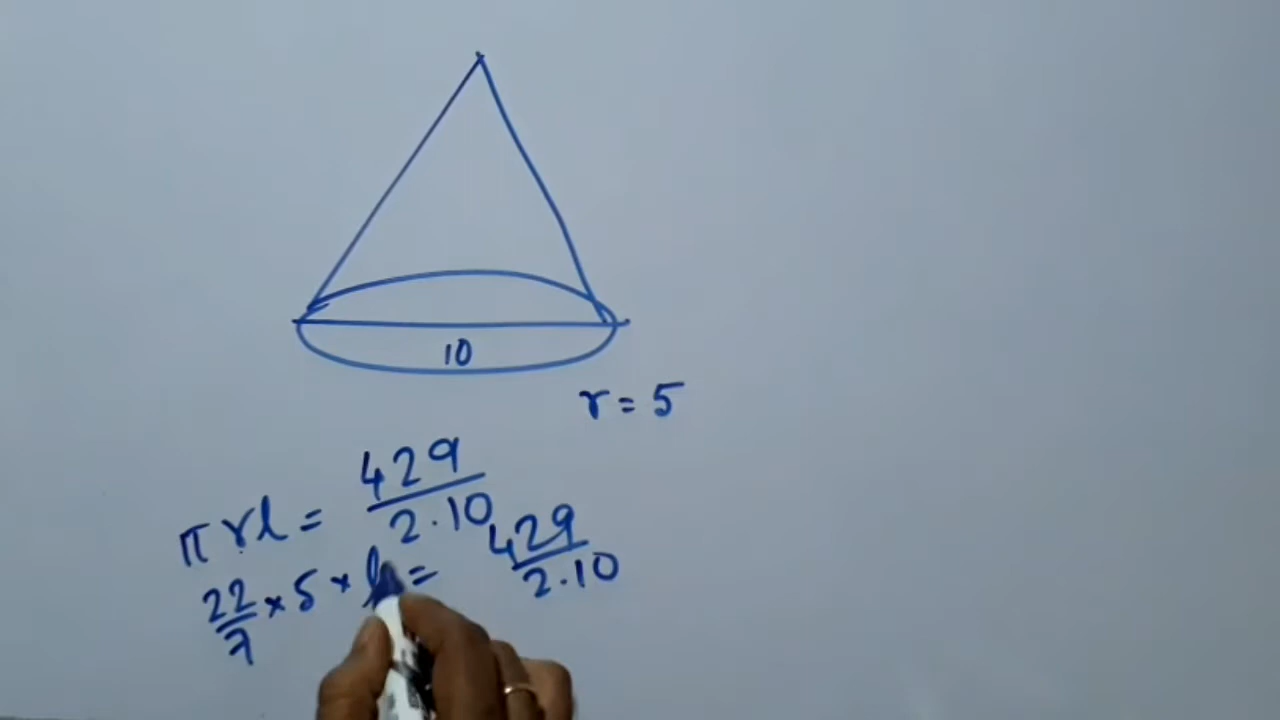 10
r = 5
πrl = 429/2.10
22/7 × 5 × l = 429/2.10